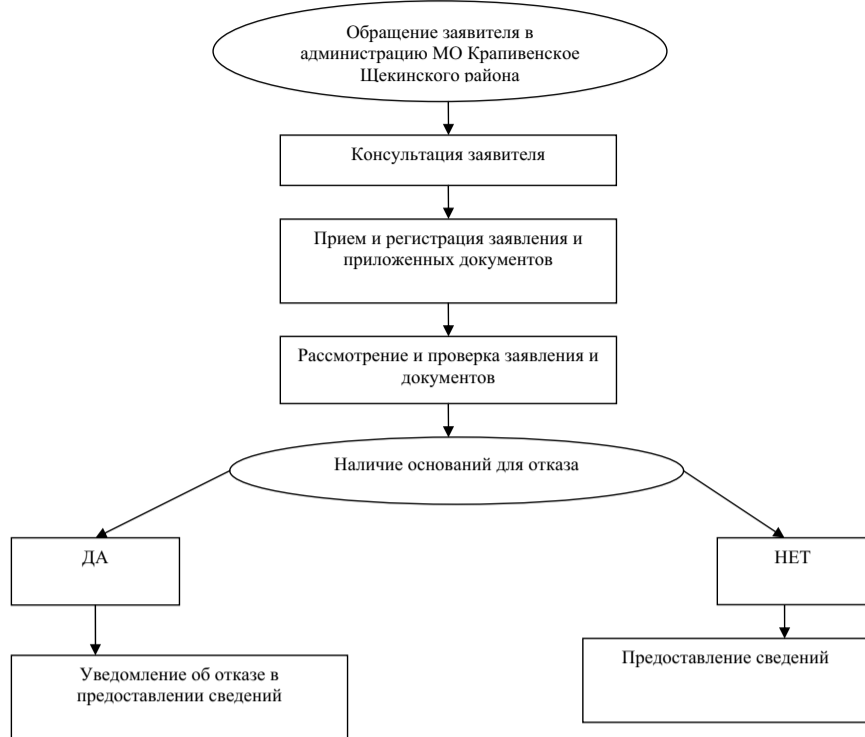 Обращение заявителя в
администрацию МО Крапивенское
Щекинского района
Консультация заявителя
Прием и регистрация заявления и
приложенных документов
Рассмотрение и проверка заявления и
документов
Наличие оснований для отказа
ДА
НЕТ
Уведомление об отказе в
предоставлении сведений
Предоставление сведений